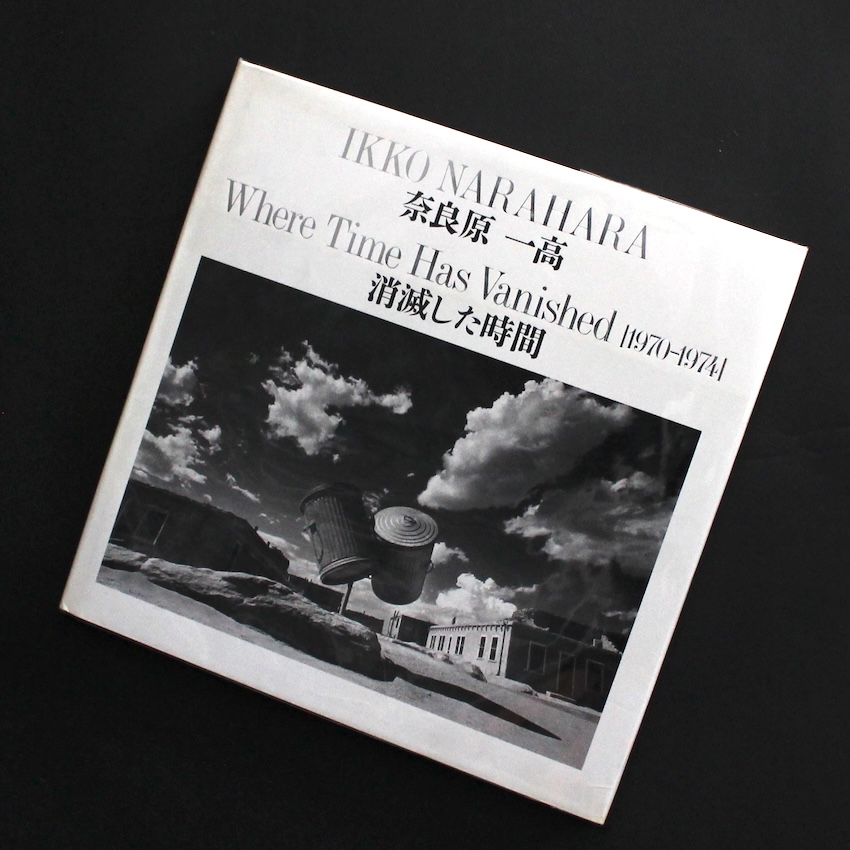 IKKO NARAHARA
奈良原 一高
Where Time Has Vanished [1970-1974]
消滅した時間